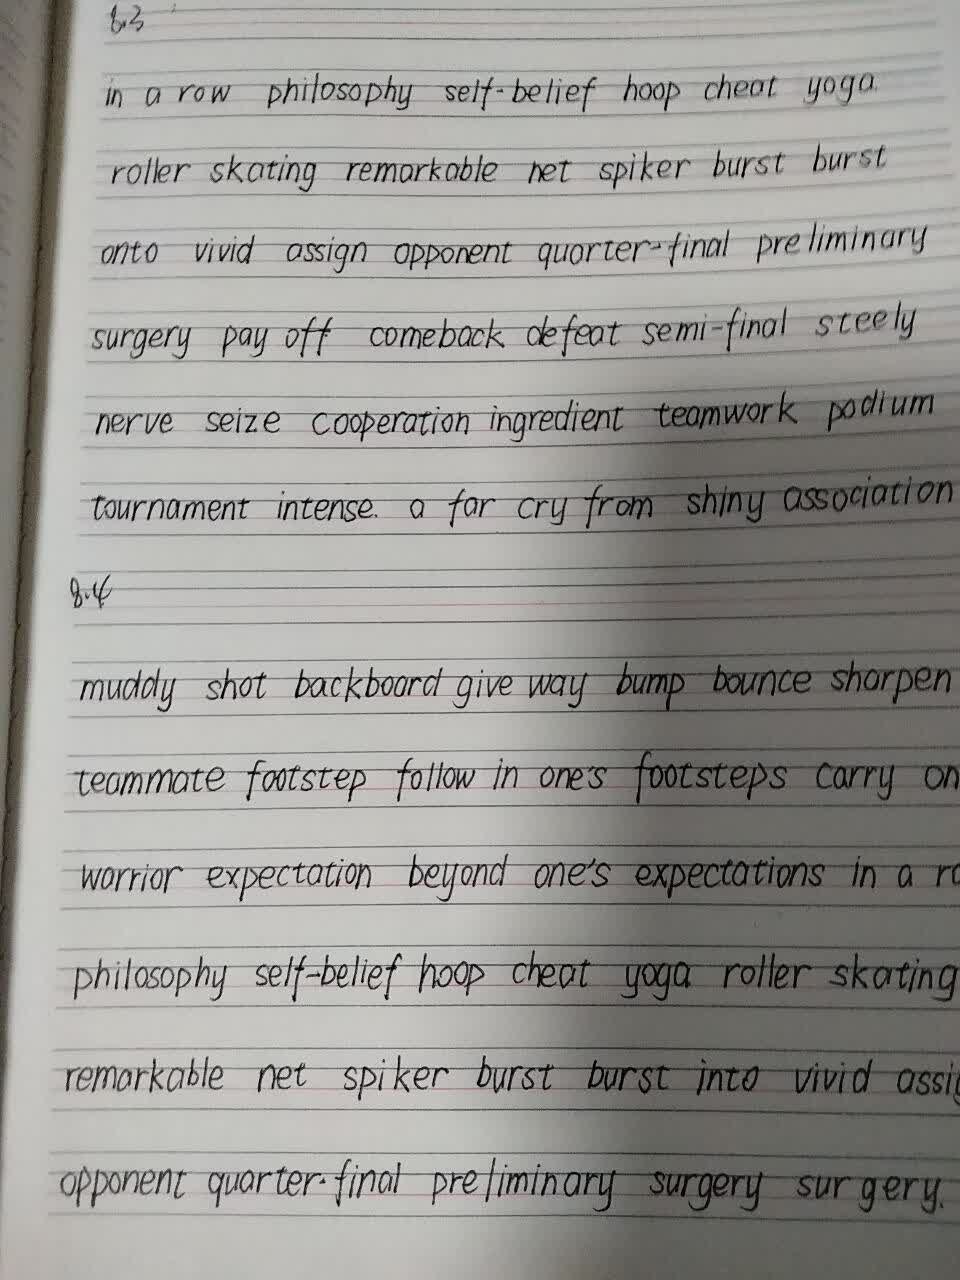 8.3
in a row philosophy self-belief hoop cheat yoga
roller skating remarkable net spiker burst burst
onto vivid assign opponent quarter-final preliminary
surgery pay off comeback defeat semi-final steely
nerve seize cooperation ingredient teamwork podium
tournament intense. a far cry from shiny association
8.4
muddy shot backboard give way bump bounce sharpen
teammate footstep follow in one's footsteps carry on
warrior expectation beyond one's expectations in a
philosophy self-belief hoop cheat yoga roller skating
remarkable net spiker burst burst into vivid
opponent quarter-final preliminary surgery surgery.